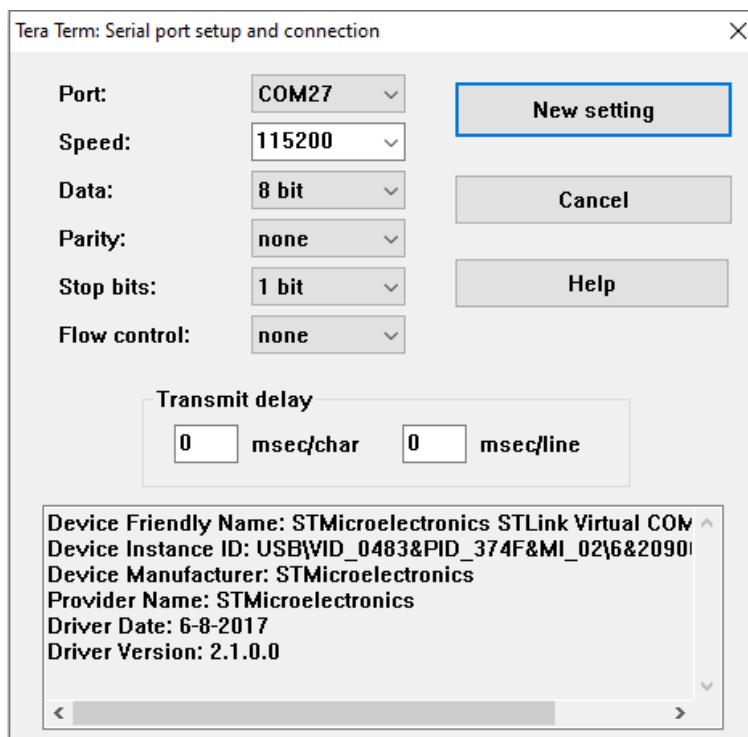 Tera Term: Serial port setup and connection
Port: COM27
New setting
Speed: 115200
Data: 8 bit
Cancel
Parity: none
Stop bits: 1 bit
Help
Flow control: none
Transmit delay
0 msec/char 0 msec/line
Device Friendly Name: STMicroelectronics STLink Virtual COM
Device Instance ID: USB\VID_0483&PID_374F&MI_02\6&2090
Device Manufacturer: STMicroelectronics
Provider Name: STMicroelectronics
Driver Date: 6-8-2017
Driver Version: 2.1.0.0